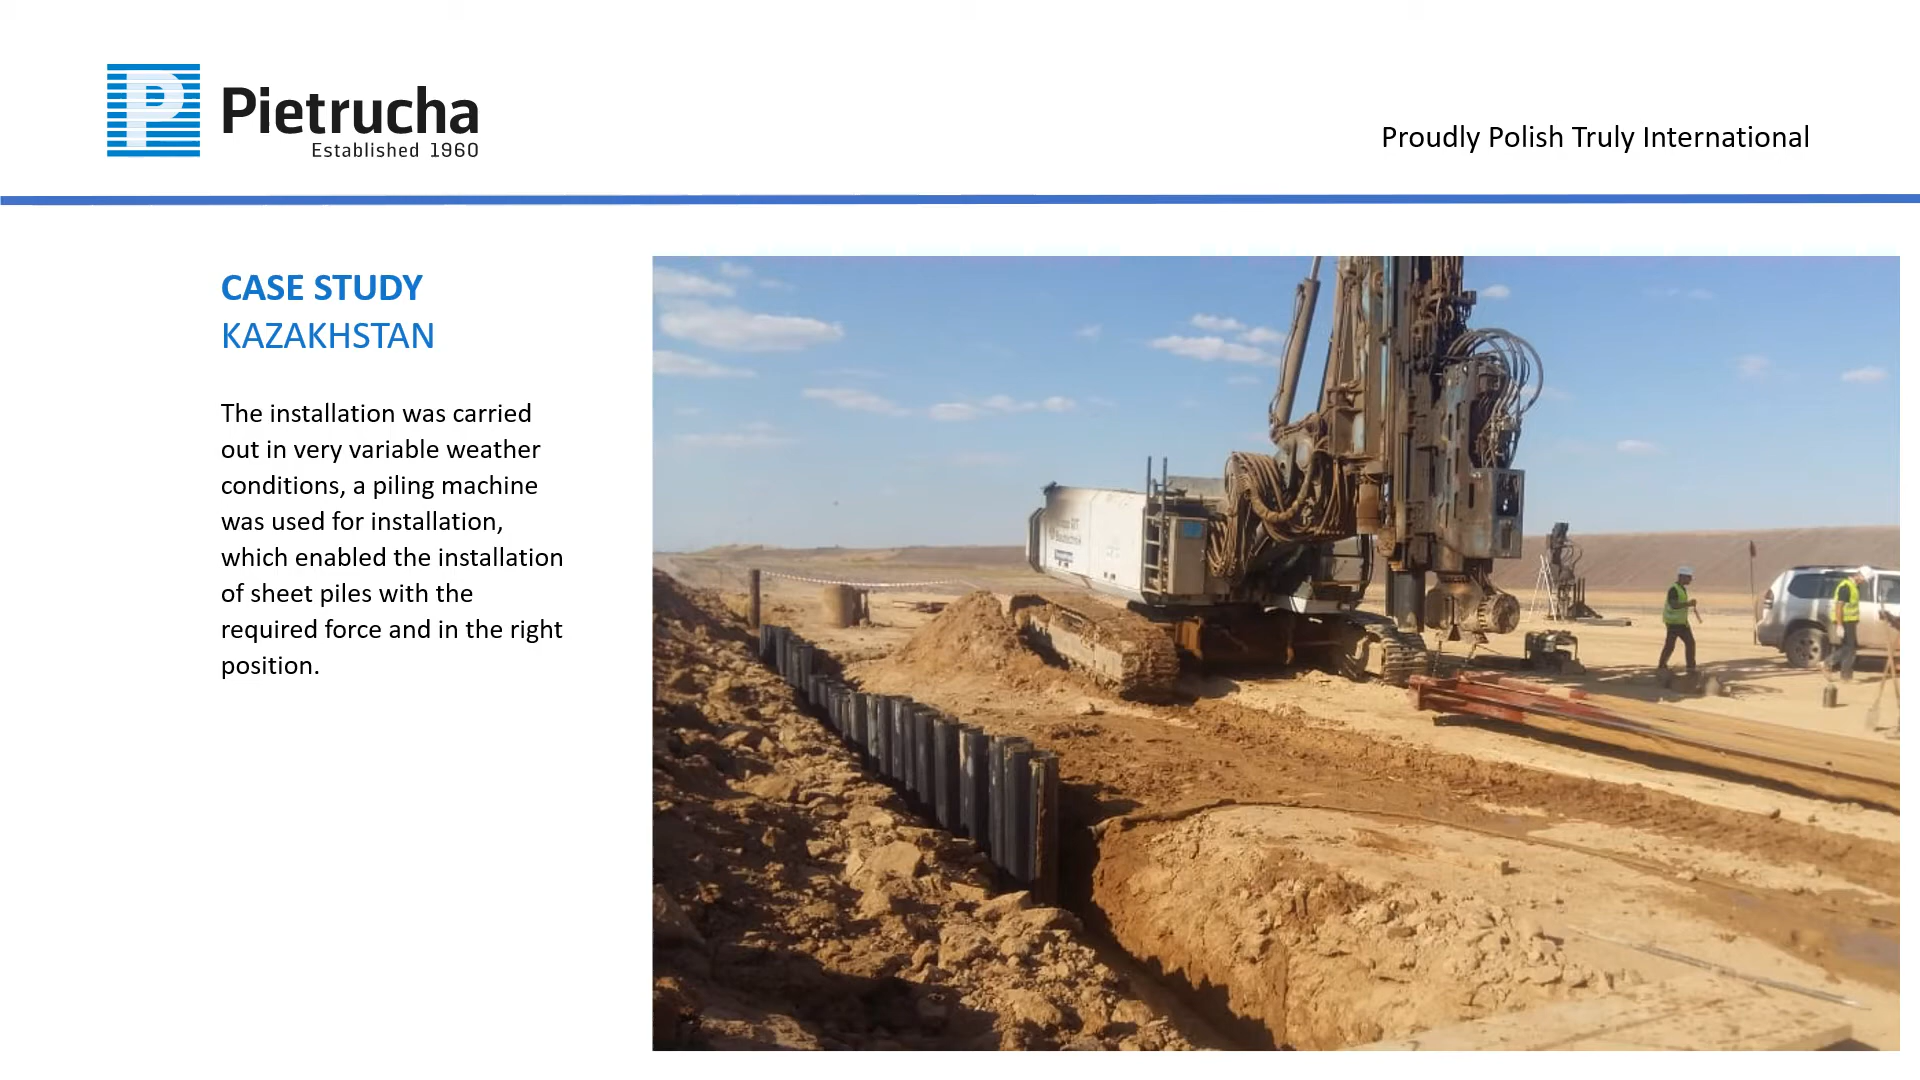 Pietrucha
Established 1960
Proudly Polish Truly International
CASE STUDY
KAZAKHSTAN
The installation was carried
out in very variable weather
conditions, a piling machine
was used for installation,
which enabled the installation
of sheet piles with the
required force and in the right
position.